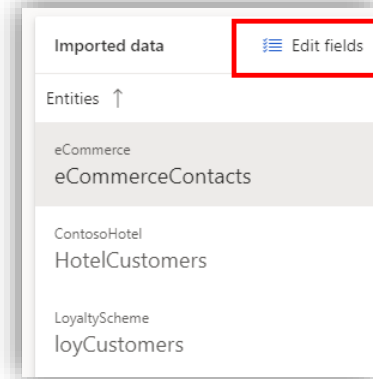 Imported data Edit fields
Entities ↑
eCommerce
eCommerceContacts
ContosoHotel
HotelCustomers
LoyaltyScheme
loyCustomers